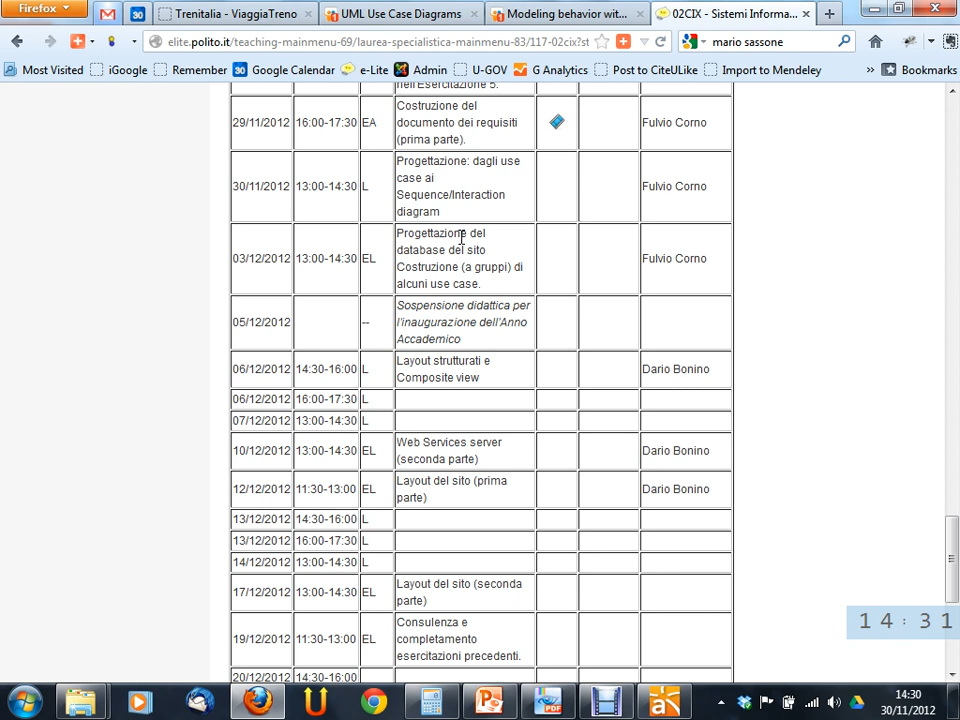 Firefox
Trenitalia - ViaggiaTreno
UML Use Case Diagrams
Modeling behavior wit...
02CIX - Sistemi Informa...
elite.polito.it/teaching-mainmenu-69/laurea-specialistica-mainmenu-83/117-02cix?st
mario sassone
Most Visited
iGoogle
Remember
30 Google Calendar
e-Lite
Admin
U-GOV
G Analytics
Post to CiteULike
Import to Mendeley
»
Bookmarks
nell'Esercitazione 5.
29/11/2012 16:00-17:30 EA Costruzione del
documento dei requisiti
(prima parte).
Fulvio Corno
30/11/2012 13:00-14:30 L Progettazione: dagli use
case ai
Sequence/Interaction
diagram
Fulvio Corno
03/12/2012 13:00-14:30 EL Progettazione del
database del sito
Costruzione (a gruppi) di
alcuni use case.
Fulvio Corno
05/12/2012 -- Sospensione didattica per
l'inaugurazione dell'Anno
Accademico
06/12/2012 14:30-16:00 L Layout strutturati e
Composite view
Dario Bonino
06/12/2012 16:00-17:30 L
07/12/2012 13:00-14:30 L
10/12/2012 13:00-14:30 EL Web Services server
(seconda parte)
Dario Bonino
12/12/2012 11:30-13:00 EL Layout del sito (prima
parte)
Dario Bonino
13/12/2012 14:30-16:00 L
13/12/2012 16:00-17:30 L
14/12/2012 13:00-14:30 L
17/12/2012 13:00-14:30 EL Layout del sito (seconda
parte)
19/12/2012 11:30-13:00 EL Consulenza e
completamento
esercitazioni precedenti.
20/12/2012 14:30-16:00
14:31
14:30
30/11/2012